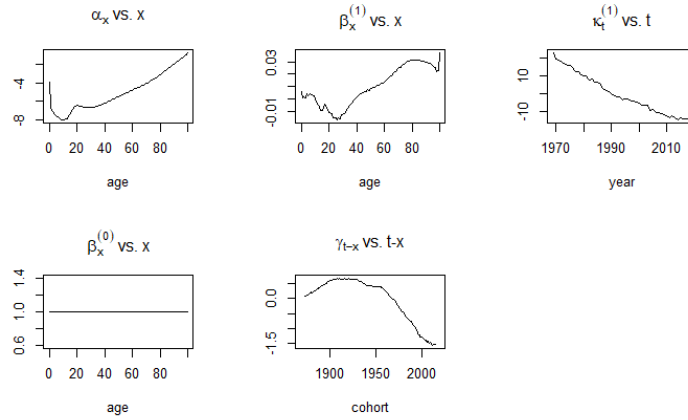 αₓ vs. x
-4
-8
0 20 40 60 80
age
βₓ⁽¹⁾ vs. x
0.03
-0.01
0 20 40 60 80
age
κₜ⁽¹⁾ vs. t
10
-10
1970 1990 2010
year
βₓ⁽⁰⁾ vs. x
1.4
1.0
0.6
0 20 40 60 80
age
γₜ₋ₓ vs. t-x
0.0
-1.5
1900 1950 2000
cohort